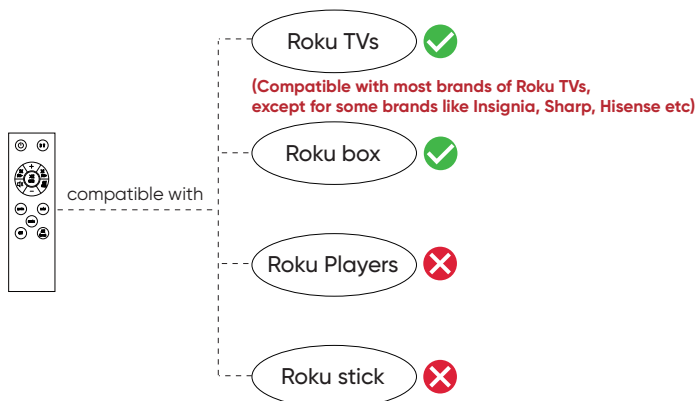 Roku TVs
(Compatible with most brands of Roku TVs,
except for some brands like Insignia, Sharp, Hisense etc)
Roku box
compatible with
Roku Players
Roku stick